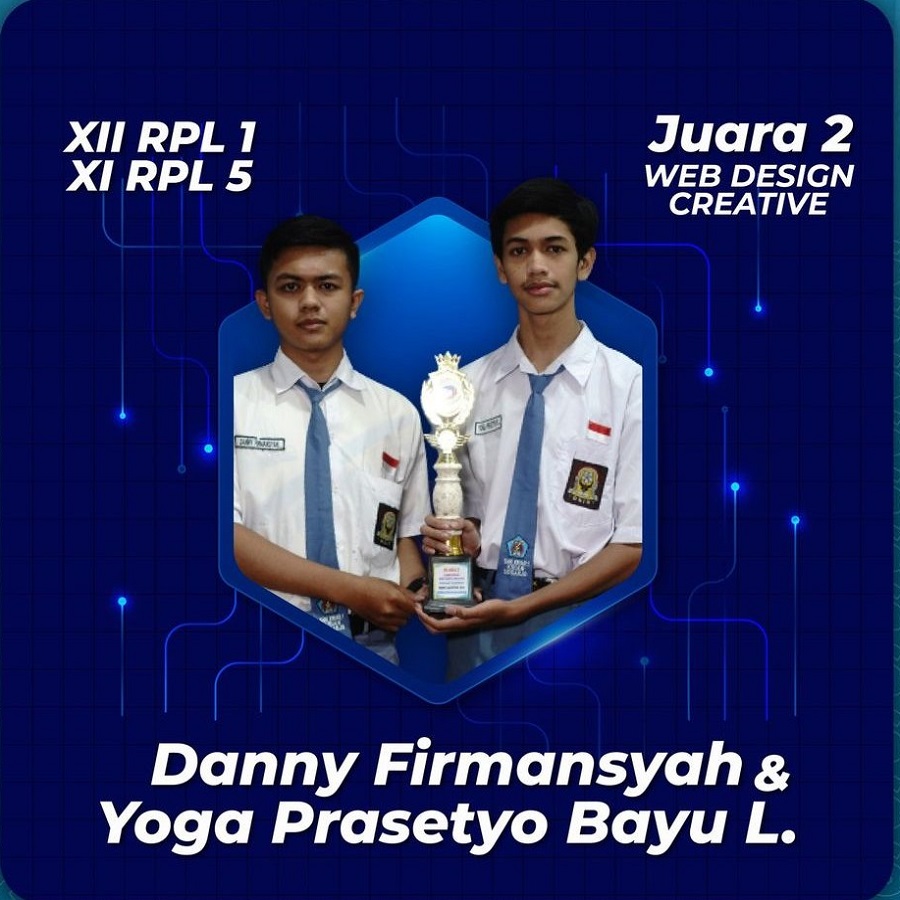 XII RPL 1
XI RPL 5
Juara 2
WEB DESIGN
CREATIVE
Danny Firmansyah &
Yoga Prasetyo Bayu L.